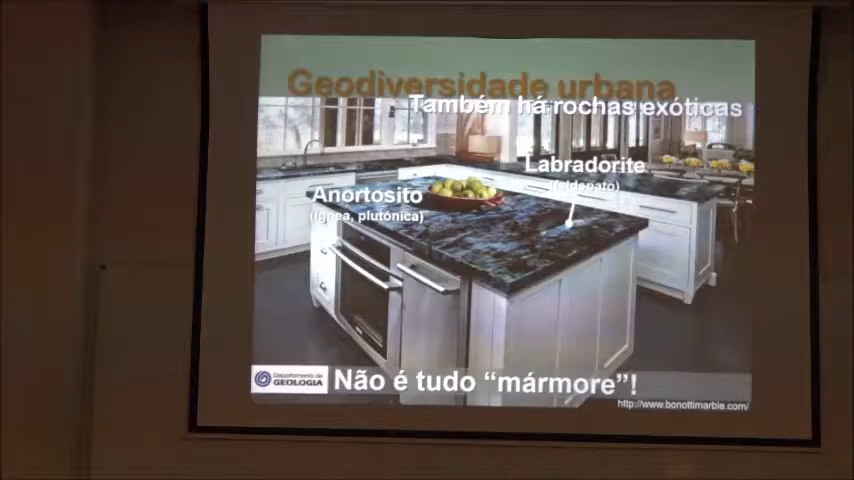 Geodiversidade urbana
Também há rochas exóticas
Labradorite
(feldspato)
Anortosito
(ígnea, plutónica)
Departamento de
GEOLOGIA
Não é tudo “mármore”!
http://www.bonottimarble.com/